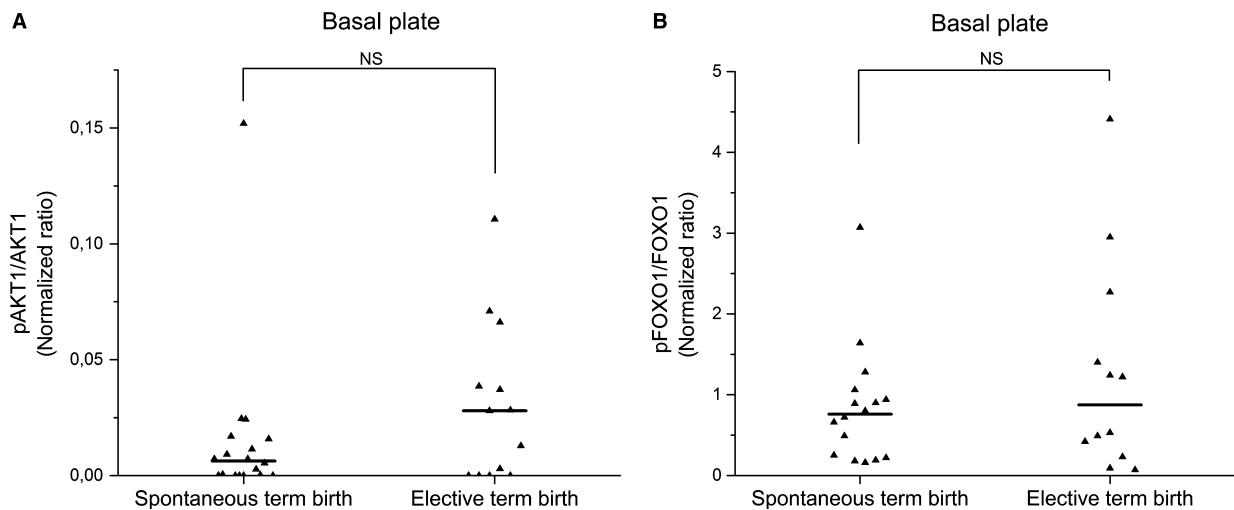 A
Basal plate
NS
pAKT1/AKT1
(Normalized ratio)
0,15
0,10
0,05
0,00
Spontaneous term birth
Elective term birth
B
Basal plate
NS
pFOXO1/FOXO1
(Normalized ratio)
5
4
3
2
1
0
Spontaneous term birth
Elective term birth